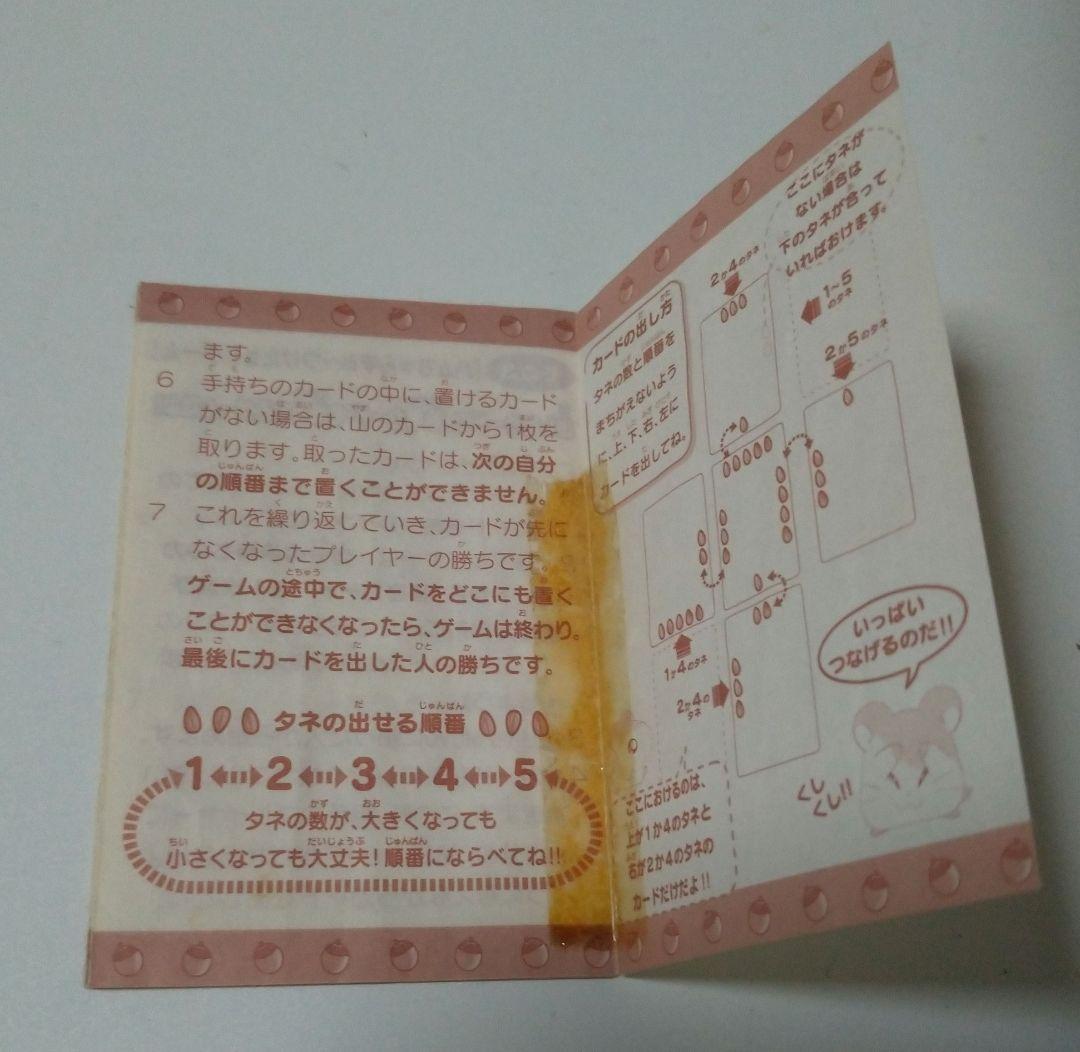 ます。
6 手持ちのカードの中に、置けるカード
がない場合は、山のカードから1枚を
取ります。取ったカードは、次の自分
の順番まで置くことができません。
7 これを繰り返していき、カードが先に
なくなったプレイヤーの勝ちです。
ゲームの途中で、カードをどこにも置く
ことができなくなったら、ゲームは終わり。
最後にカードを出した人の勝ちです。
タネの出せる順番
1 2 3 4 5
タネの数が、大きくなっても
小さくなっても大丈夫!順番にならべてね!!
カードの出し方
タネの数と順番を
まちがえないよう
に、上、下、右、左に
カードを出してね。
2か4のタネ
ここにタネが
ない場合は
下のタネが合って
いればおけます。
1~5
のタネ
2か5のタネ
1か4のタネ
2か4の
タネ
ここにおけるのは、
上が1か4のタネと
右が2か4のタネの
カードだけだよ!!
いっぱい
つなげるのだ!!
くし
くし!!